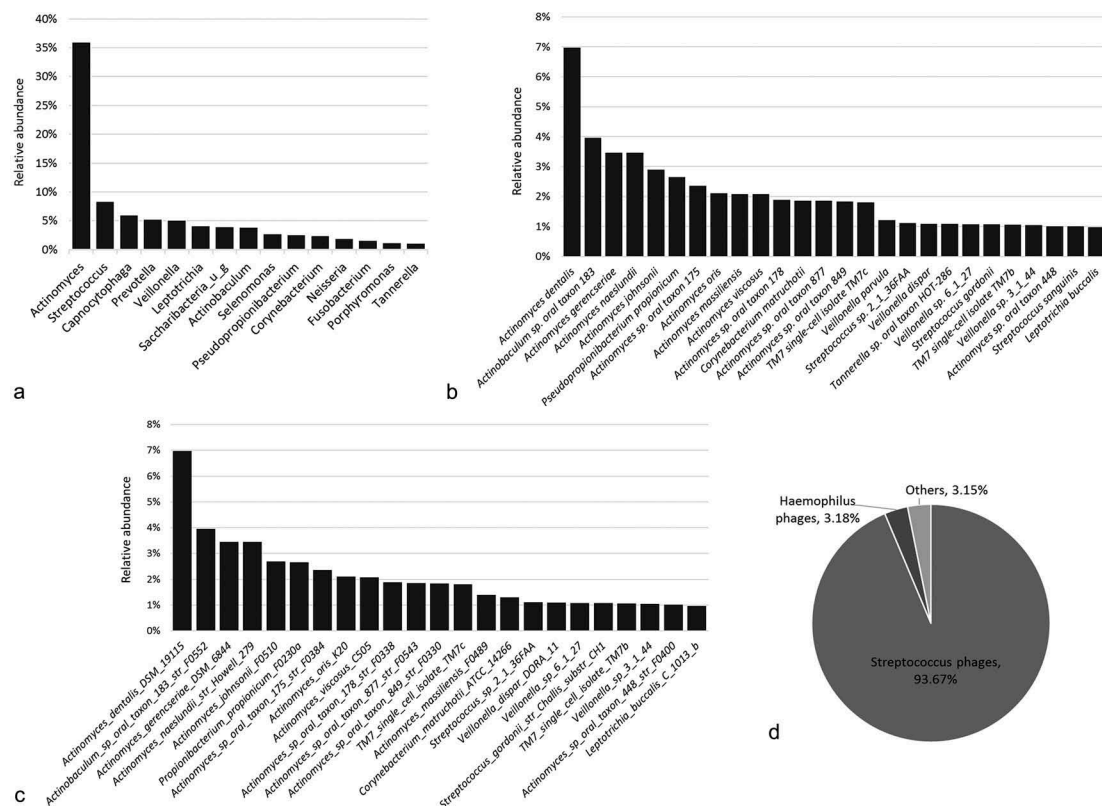 40%
35%
30%
25%
20%
15%
10%
5%
0%
Relative abundance
Actinomyces
Streptococcus
Capnocytophaga
Prevotella
Veillonella
Leptotrichia
Saccharibacteria_u_g
Actinobaculum
Selenomonas
Pseudopropionibacterium
Corynebacterium
Neisseria
Fusobacterium
Porphyromonas
Tannerella
a
8%
7%
6%
5%
4%
3%
2%
1%
0%
Relative abundance
Actinomyces dentalis
Actinobaculum sp. oral taxon 183
Actinomyces gerencseriae
Actinomyces naeslundii
Actinomyces johnsonii
Pseudopropionibacterium propionicum
Actinomyces sp. oral taxon 175
Actinomyces oris
Actinomyces massiliensis
Actinomyces viscosus
Actinomyces sp. oral taxon 178
Corynebacterium matruchotii
Actinomyces sp. oral taxon 877
Actinomyces sp. oral taxon 849
TM7 single-cell isolate TM7c
Veillonella parvula
Streptococcus sp. 2_1_36FAA
Veillonella dispar
Tannerella sp. oral taxon HOT-286
Veillonella sp. 6_1_27
Streptococcus gordonii
TM7 single-cell isolate TM7b
Veillonella sp. 3_1_44
Actinomyces sp. oral taxon 448
Streptococcus sanguinis
Leptotrichia buccalis
b
8%
7%
6%
5%
4%
3%
2%
1%
0%
Relative abundance
Actinomyces_dentalis_DSM_19115
Actinobaculum_sp_oral_taxon_183_str_F0552
Actinomyces_gerencseriae_DSM_6844
Actinomyces_naeslundii_str_Howell_279
Actinomyces_johnsonii_F0510
Propionibacterium_propionicum_F0230a
Actinomyces_sp_oral_taxon_175_str_F0384
Actinomyces_oris_K20
Actinomyces_viscosus_C505
Actinomyces_sp_oral_taxon_178_str_F0338
Actinomyces_sp_oral_taxon_877_str_F0543
Actinomyces_sp_oral_taxon_849_str_F0330
TM7_single_cell_isolate_TM7c
Actinomyces_massiliensis_F0489
Corynebacterium_matruchotii_ATCC_14266
Streptococcus_sp_2_1_36FAA
Veillonella_dispar_DORA_11
Veillonella_sp_6_1_27
Streptococcus_gordonii_str_Challis_substr_CH1
TM7_single_cell_isolate_TM7b
Veillonella_sp_3_1_44
Actinomyces_sp_oral_taxon_448_str_F0400
Leptotrichia_buccalis_C_1013_b
c
Others, 3.15%
Haemophilus
phages, 3.18%
Streptococcus phages,
93.67%
d